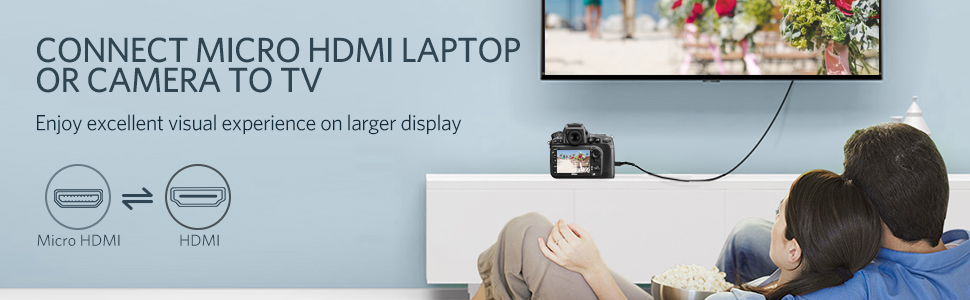 CONNECT MICRO HDMI LAPTOP
OR CAMERA TO TV
Enjoy excellent visual experience on larger display
Micro HDMI
HDMI